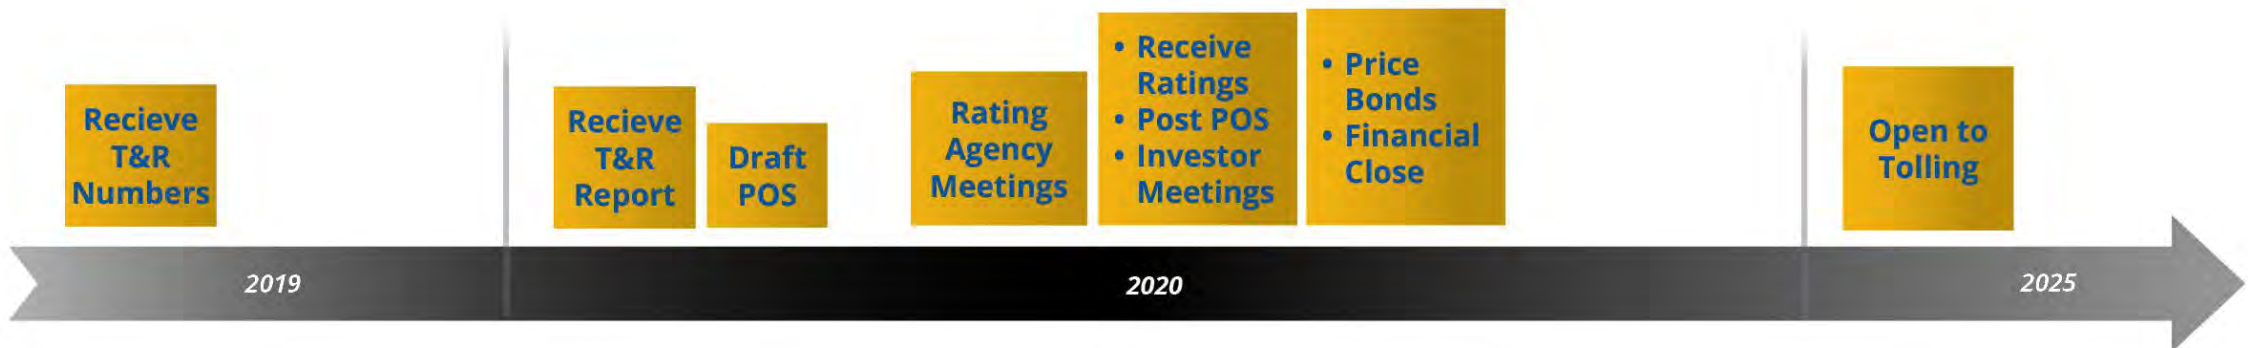 Recieve
T&R
Numbers
Recieve
T&R
Report
Draft
POS
Rating
Agency
Meetings
• Receive
Ratings
• Post POS
• Investor
Meetings
• Price
Bonds
• Financial
Close
Open to
Tolling
2019
2020
2025